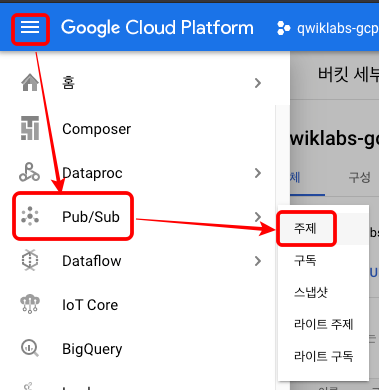 Google Cloud Platform
qwiklabs-gcp
홈
버킷 세부
Composer
qwiklabs-g
Dataproc
구성
Pub/Sub
주제
Dataflow
구독
스냅샷
IoT Core
라이트 주제
BigQuery
라이트 구독